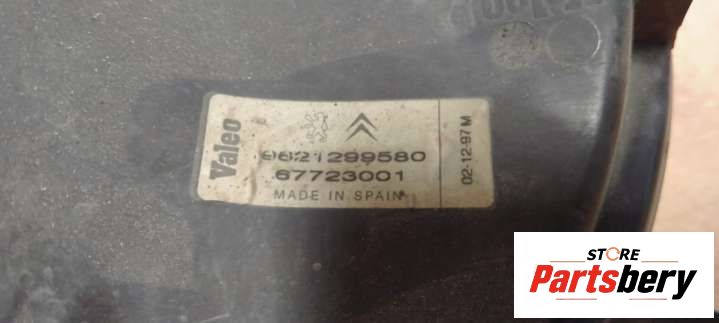 Valeo
9621299580
67723001
MADE IN SPAIN
02-12-97 M
STORE
Partsbery